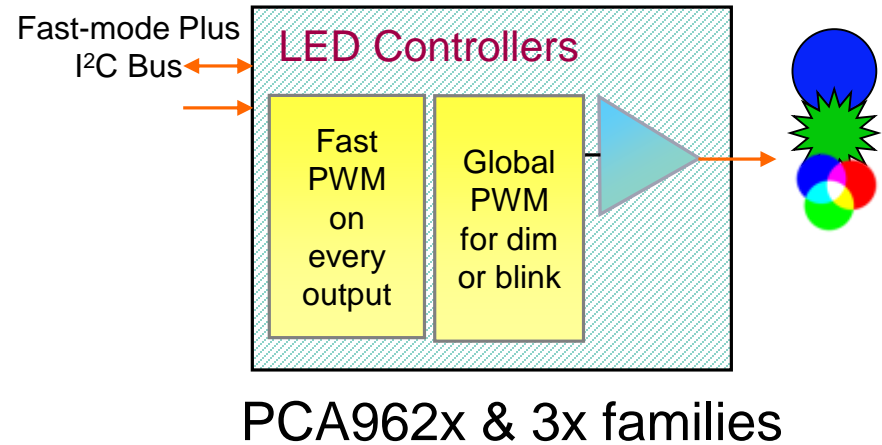 Fast-mode Plus
I²C Bus
LED Controllers
Fast
PWM
on
every
output
Global
PWM
for dim
or blink
PCA962x & 3x families